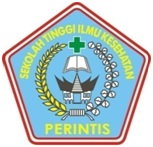 SEKOLAH TINGGI ILMU KESEHATAN
PERINTIS